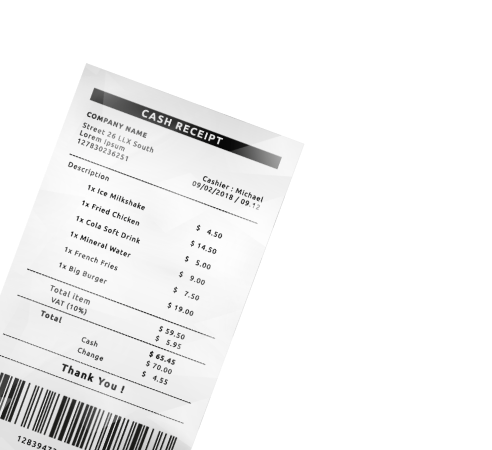 CASH RECEIPT
COMPANY NAME
Street 26 LLX South
Lorem Ipsum
127830236251
Cashier : Michael
09/02/2018 / 09.12
Description
1x Ice Milkshake $ 4.50
1x Fried Chicken $ 14.50
1x Cola Soft Drink $ 5.00
1x Mineral Water $ 9.00
1x French Fries $ 7.50
1x Big Burger $ 19.00
Total item $ 59.50
VAT (10%) $ 5.95
Total $ 65.45
Cash $ 70.00
Change $ 4.55
Thank You !